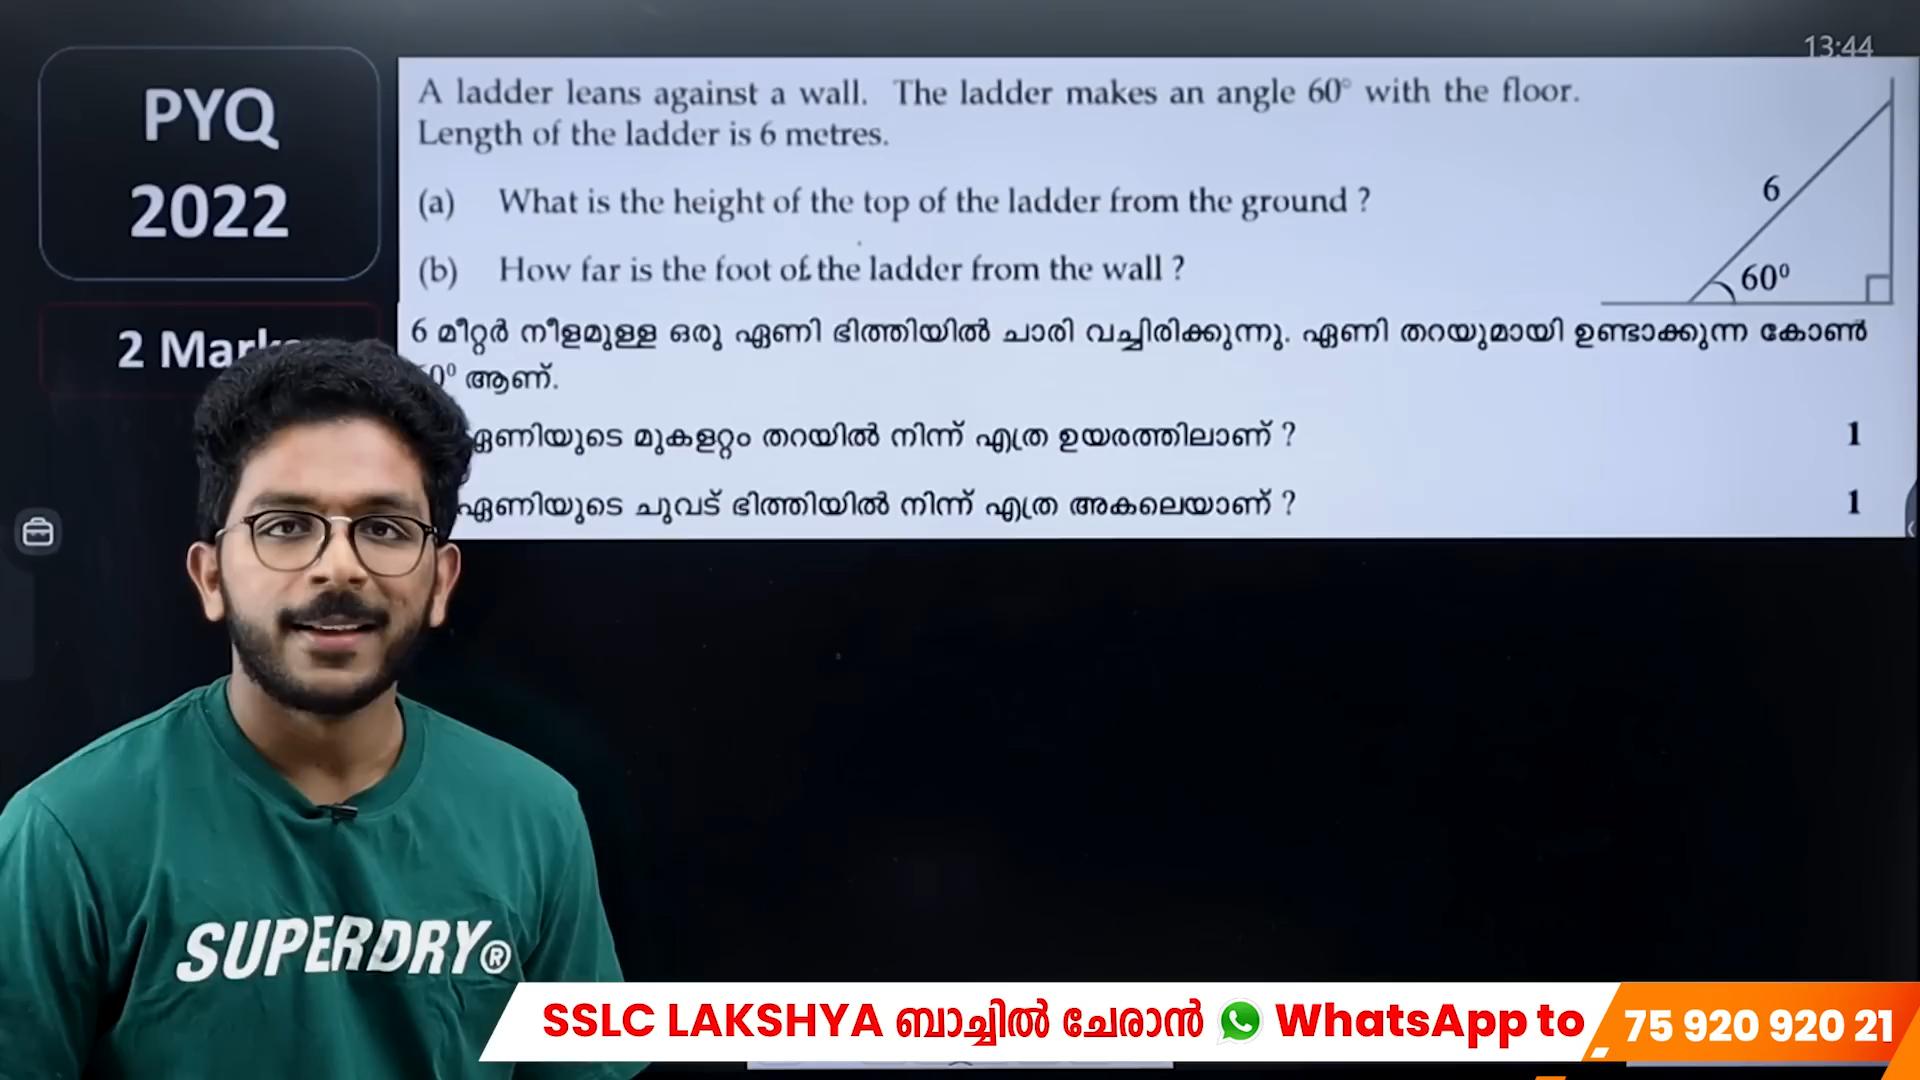 13:44
PYQ
2022
2
A ladder leans against a wall. The ladder makes an angle 60° with the floor.
Length of the ladder is 6 metres.
(a) What is the height of the top of the ladder from the ground ?
(b) How far is the foot of the ladder from the wall ?
6
60⁰
6 മീറ്റർ നീളമുള്ള ഒരു ഏണി ഭിത്തിയിൽ ചാരി വച്ചിരിക്കുന്നു. ഏണി തറയുമായി ഉണ്ടാക്കുന്ന കോൺ
ആണ്.
ഏണിയുടെ മുകളറ്റം തറയിൽ നിന്ന് എത്ര ഉയരത്തിലാണ് ? 1
ഏണിയുടെ ചുവട് ഭിത്തിയിൽ നിന്ന് എത്ര അകലെയാണ് ? 1
SUPERDRY®
SSLC LAKSHYA ബാച്ചിൽ ചേരാൻ WhatsApp to 75 920 920 21